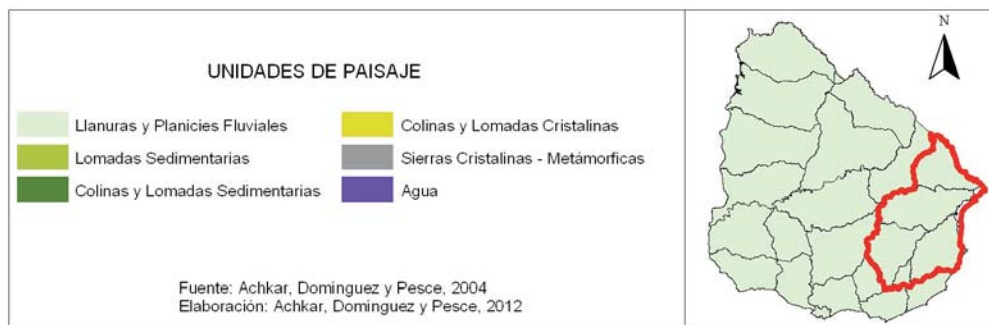 UNIDADES DE PAISAJE
Llanuras y Planicies Fluviales
Lomadas Sedimentarias
Colinas y Lomadas Sedimentarias
Colinas y Lomadas Cristalinas
Sierras Cristalinas - Metámorficas
Agua
Fuente: Achkar, Dominguez y Pesce, 2004
Elaboración: Achkar, Dominguez y Pesce, 2012
N